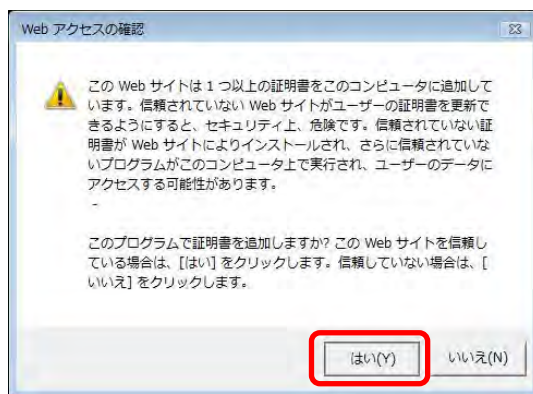 Web アクセスの確認
この Web サイトは 1 つ以上の証明書をこのコンピュータに追加して
います。信頼されていない Web サイトがユーザーの証明書を更新で
きるようにすると、セキュリティ上、危険です。信頼されていない証
明書が Web サイトによりインストールされ、さらに信頼されていな
いプログラムがこのコンピュータ上で実行され、ユーザーのデータに
アクセスする可能性があります。
-
このプログラムで証明書を追加しますか? この Web サイトを信頼し
ている場合は、[はい] をクリックします。信頼していない場合は、[
いいえ] をクリックします。
はい(Y) いいえ(N)